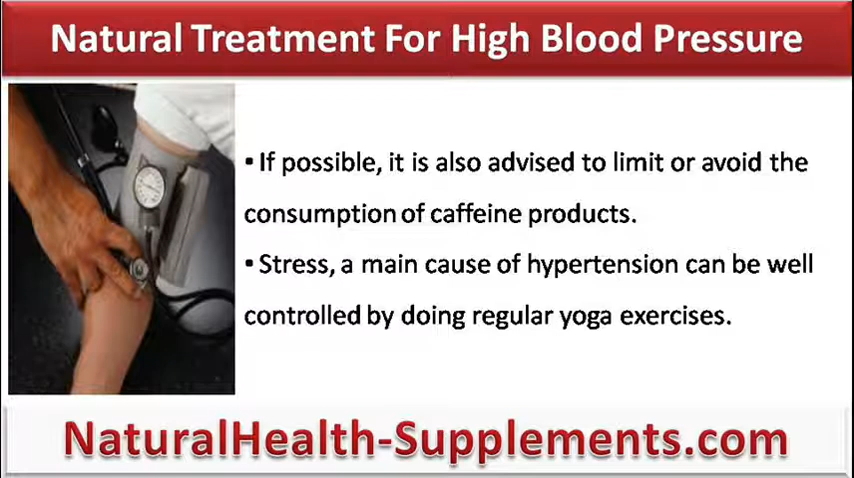 Natural Treatment For High Blood Pressure
• If possible, it is also advised to limit or avoid the
consumption of caffeine products.
• Stress, a main cause of hypertension can be well
controlled by doing regular yoga exercises.
NaturalHealth-Supplements.com